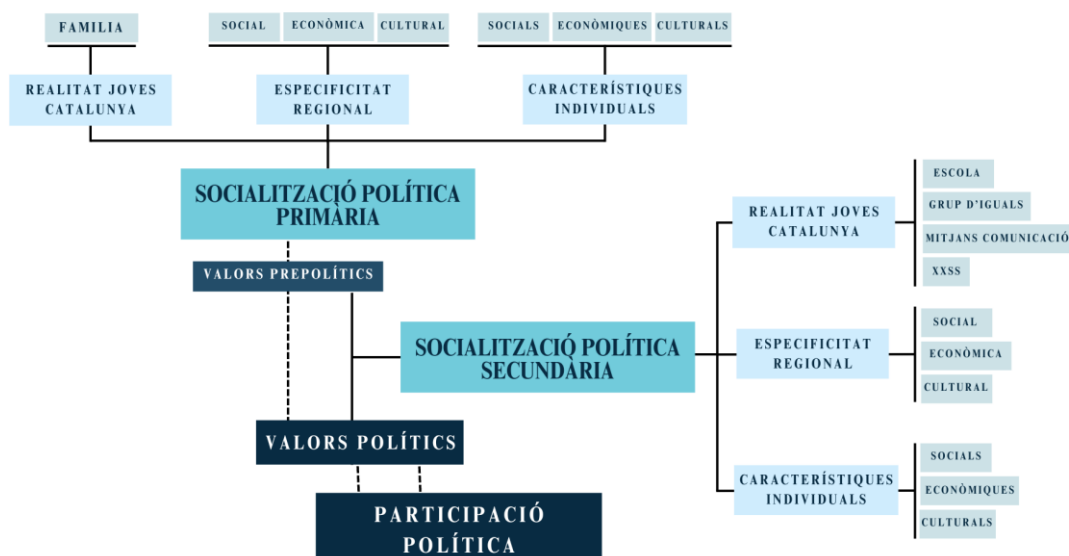 FAMILIA
SOCIAL
ECONÒMICA
CULTURAL
SOCIALS
ECONÒMIQUES
CULTURALS
REALITAT JOVES
CATALUNYA
ESPECIFICITAT
REGIONAL
CARACTERÍSTIQUES
INDIVIDUALS
SOCIALITZACIÓ POLÍTICA
PRIMÀRIA
VALORS PREPOLÍTICS
SOCIALITZACIÓ POLÍTICA
SECUNDÀRIA
VALORS POLÍTICS
PARTICIPACIÓ
POLÍTICA
REALITAT JOVES
CATALUNYA
ESCOLA
GRUP D'IGUALS
MITJANS COMUNICACIÓ
XXSS
ESPECIFICITAT
REGIONAL
SOCIAL
ECONÒMICA
CULTURAL
CARACTERÍSTIQUES
INDIVIDUALS
SOCIALS
ECONÒMIQUES
CULTURALS